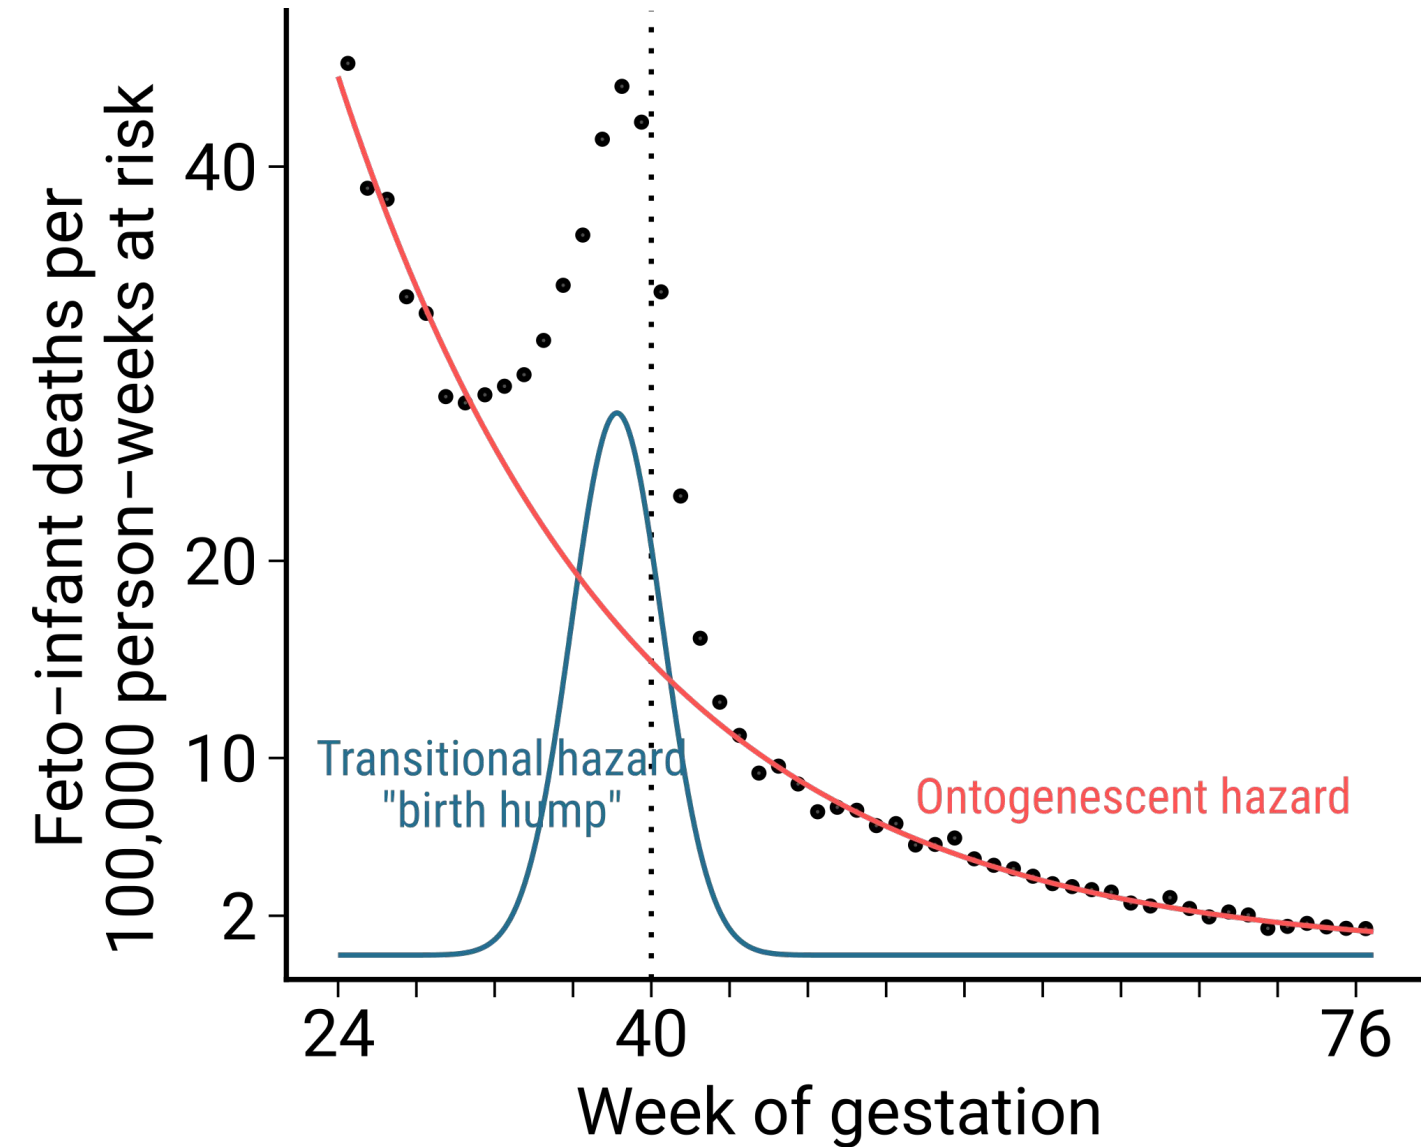 Feto−infant deaths per
100,000 person−weeks at risk
40
20
10
2
Transitional hazard
"birth hump"
Ontogenescent hazard
24
40
76
Week of gestation